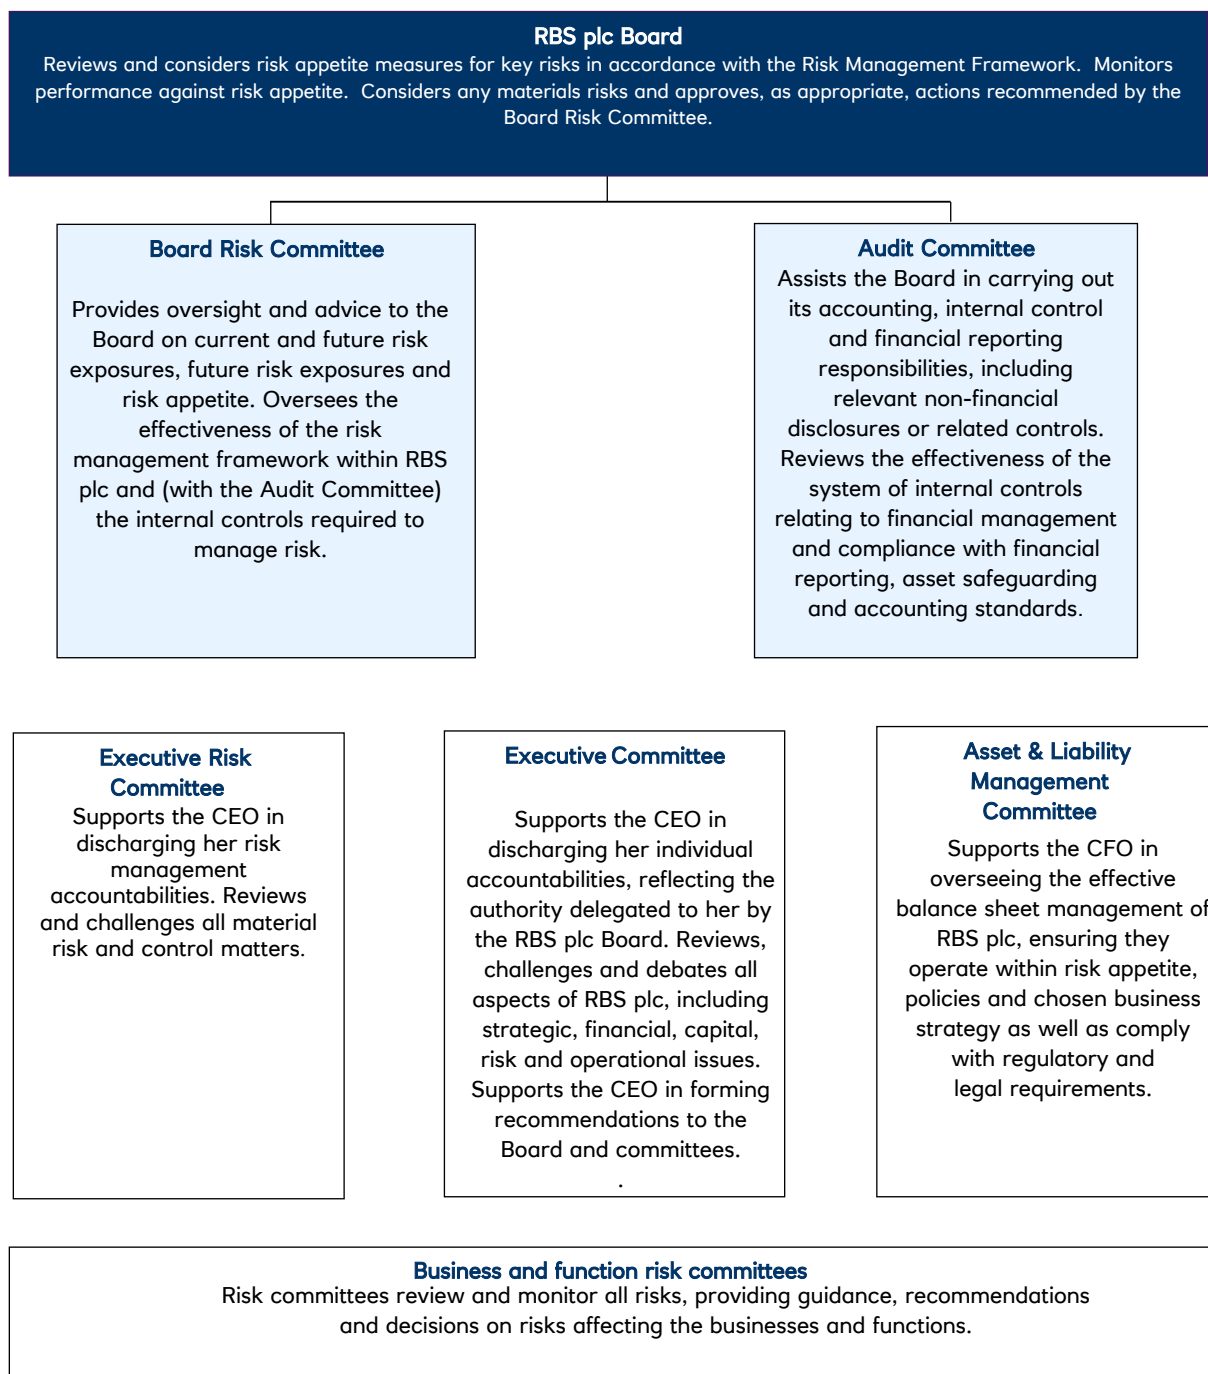 RBS plc Board
Reviews and considers risk appetite measures for key risks in accordance with the Risk Management Framework.  Monitors
performance against risk appetite.  Considers any materials risks and approves, as appropriate, actions recommended by the
Board Risk Committee.
Board Risk Committee
Provides oversight and advice to the
Board on current and future risk
exposures, future risk exposures and
risk appetite. Oversees the
effectiveness of the risk
management framework within RBS
plc and (with the Audit Committee)
the internal controls required to
manage risk.
Audit Committee
Assists the Board in carrying out
its accounting, internal control
and financial reporting
responsibilities, including
relevant non-financial
disclosures or related controls.
Reviews the effectiveness of the
system of internal controls
relating to financial management
and compliance with financial
reporting, asset safeguarding
and accounting standards.
Executive Risk
Committee
Supports the CEO in
discharging her risk
management
accountabilities. Reviews
and challenges all material
risk and control matters.
Executive Committee
Supports the CEO in
discharging her individual
accountabilities, reflecting the
authority delegated to her by
the RBS plc Board. Reviews,
challenges and debates all
aspects of RBS plc, including
strategic, financial, capital,
risk and operational issues.
Supports the CEO in forming
recommendations to the
Board and committees.
.
Asset & Liability
Management
Committee
Supports the CFO in
overseeing the effective
balance sheet management of
RBS plc, ensuring they
operate within risk appetite,
policies and chosen business
strategy as well as comply
with regulatory and
legal requirements.
Business and function risk committees
Risk committees review and monitor all risks, providing guidance, recommendations
and decisions on risks affecting the businesses and functions.